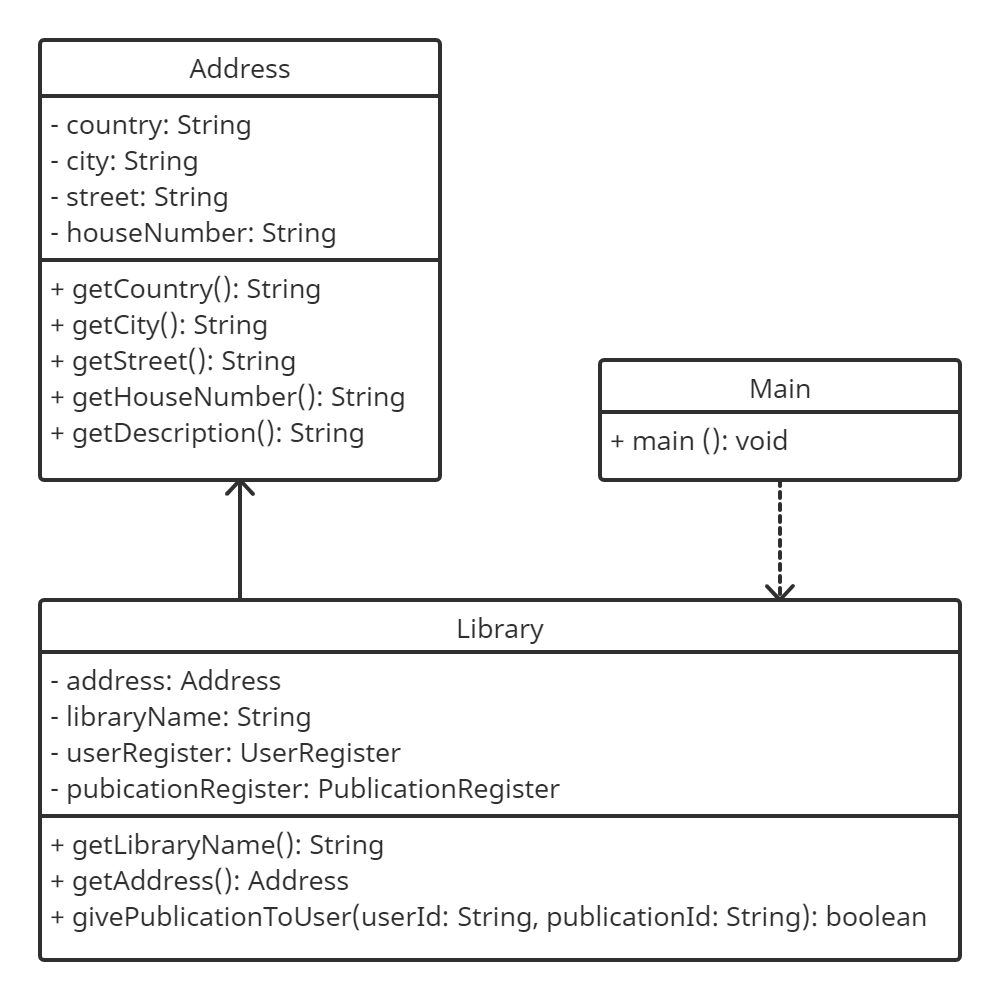 Address
- country: String
- city: String
- street: String
- houseNumber: String
+ getCountry(): String
+ getCity(): String
+ getStreet(): String
+ getHouseNumber(): String
+ getDescription(): String
Main
+ main (): void
Library
- address: Address
- libraryName: String
- userRegister: UserRegister
- pubicationRegister: PublicationRegister
+ getLibraryName(): String
+ getAddress(): Address
+ givePublicationToUser(userId: String, publicationId: String): boolean